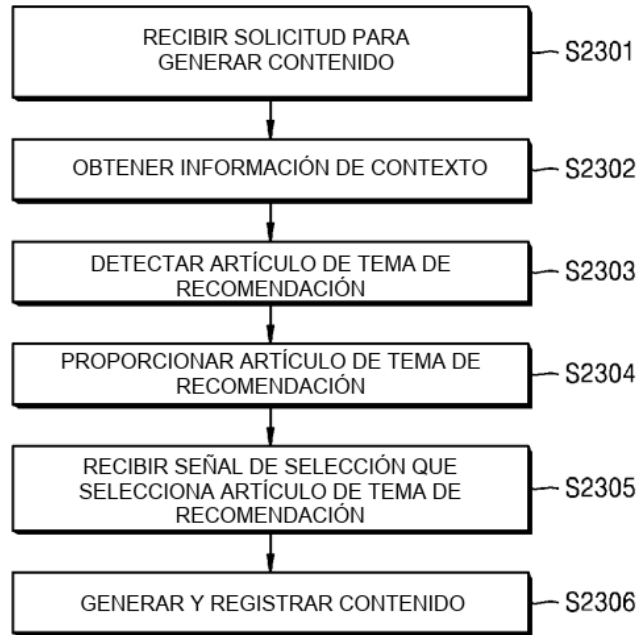 RECIBIR SOLICITUD PARA
GENERAR CONTENIDO
S2301
OBTENER INFORMACIÓN DE CONTEXTO
S2302
DETECTAR ARTÍCULO DE TEMA DE
RECOMENDACIÓN
S2303
PROPORCIONAR ARTÍCULO DE TEMA DE
RECOMENDACIÓN
S2304
RECIBIR SEÑAL DE SELECCIÓN QUE
SELECCIONA ARTÍCULO DE TEMA DE
RECOMENDACIÓN
S2305
GENERAR Y REGISTRAR CONTENIDO
S2306